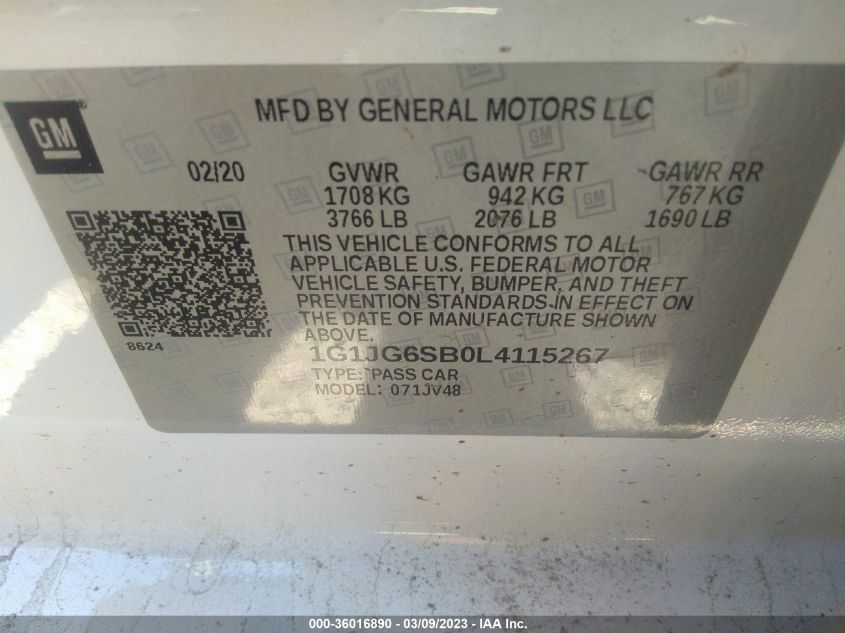 GM
MFD BY GENERAL MOTORS LLC
02/20 GVWR GAWR FRT GAWR RR
1708 KG 942 KG 767 KG
3766 LB 2076 LB 1690 LB
THIS VEHICLE CONFORMS TO ALL
APPLICABLE U.S. FEDERAL MOTOR
VEHICLE SAFETY, BUMPER, AND THEFT
PREVENTION STANDARDS IN EFFECT ON
THE DATE OF MANUFACTURE SHOWN
ABOVE.
8624
1G1JG6SB0L4115267
TYPE: PASS CAR
MODEL: 071JV48
000-36016890 — 03/09/2023 — IAA Inc.